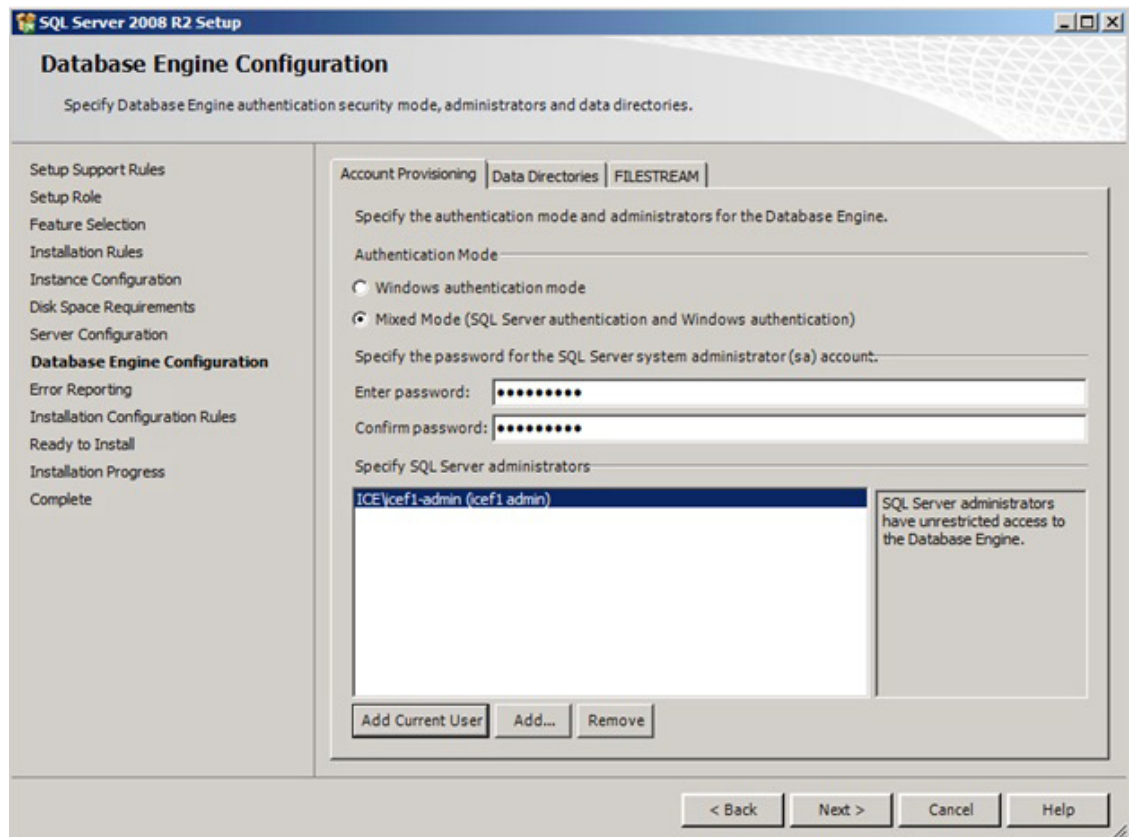 SQL Server 2008 R2 Setup
Database Engine Configuration
Specify Database Engine authentication security mode, administrators and data directories.
Setup Support Rules
Setup Role
Feature Selection
Installation Rules
Instance Configuration
Disk Space Requirements
Server Configuration
Database Engine Configuration
Error Reporting
Installation Configuration Rules
Ready to Install
Installation Progress
Complete
Account Provisioning Data Directories FILESTREAM
Specify the authentication mode and administrators for the Database Engine.
Authentication Mode
Windows authentication mode
Mixed Mode (SQL Server authentication and Windows authentication)
Specify the password for the SQL Server system administrator (sa) account.
Enter password: •••••••••
Confirm password: •••••••••
Specify SQL Server administrators
ICE\icef1-admin (icef1 admin)
SQL Server administrators
have unrestricted access to
the Database Engine.
Add Current User Add... Remove
< Back Next > Cancel Help